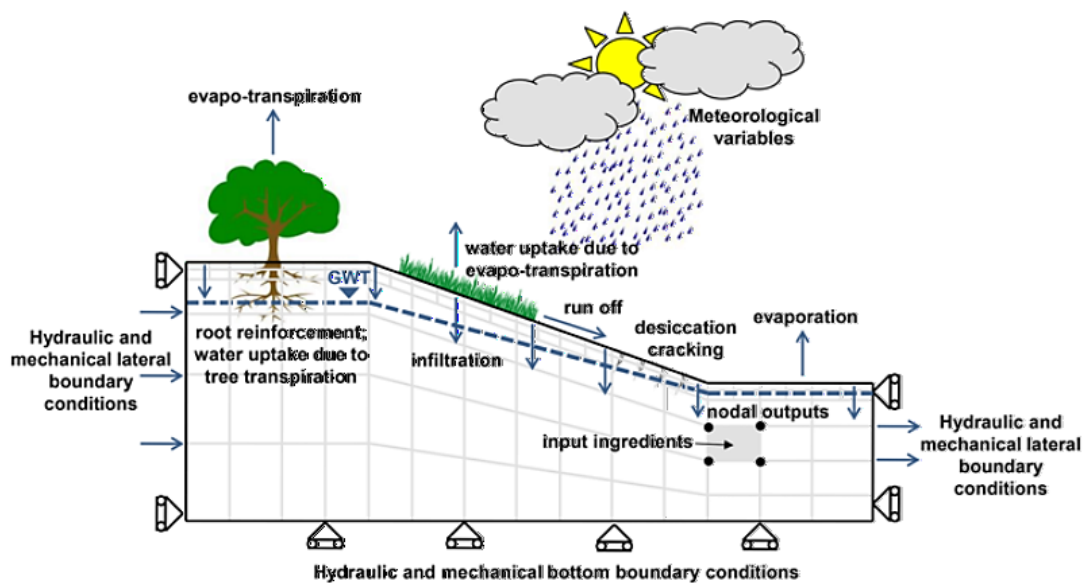 evapo-transpiration
Meteorological
variables
water uptake due to
evapo-transpiration
GWT
run off
root reinforcement;
water uptake due to
tree transpiration
infiltration
desiccation
cracking
evaporation
Hydraulic and
mechanical lateral
boundary
conditions
nodal outputs
input ingredients
Hydraulic and
mechanical lateral
boundary
conditions
Hydraulic and mechanical bottom boundary conditions